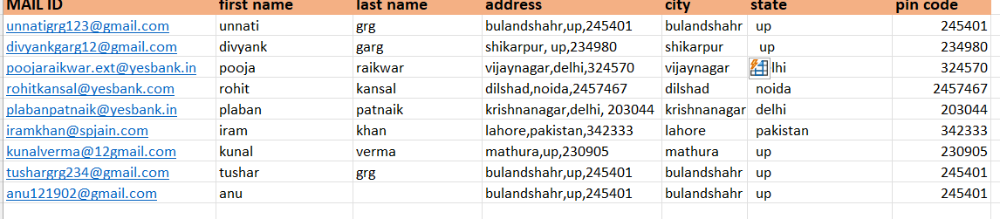 MAIL ID first name last name address city state pin code
unnatigrg123@gmail.com unnati grg bulandshahr,up,245401 bulandshahr up 245401
divyankgarg12@gmail.com divyank garg shikarpur, up,234980 shikarpur up 234980
poojaraikwar.ext@yesbank.in pooja raikwar vijaynagar,delhi,324570 vijaynagar lhi 324570
rohitkansal@yesbank.com rohit kansal dilshad,noida,2457467 dilshad noida 2457467
plabanpatnaik@yesbank.in plaban patnaik krishnanagar,delhi, 203044 krishnanagar delhi 203044
iramkhan@spjain.com iram khan lahore,pakistan,342333 lahore pakistan 342333
kunalverma@12gmail.com kunal verma mathura,up,230905 mathura up 230905
tushargrg234@gmail.com tushar grg bulandshahr,up,245401 bulandshahr up 245401
anu121902@gmail.com anu bulandshahr,up,245401 bulandshahr up 245401